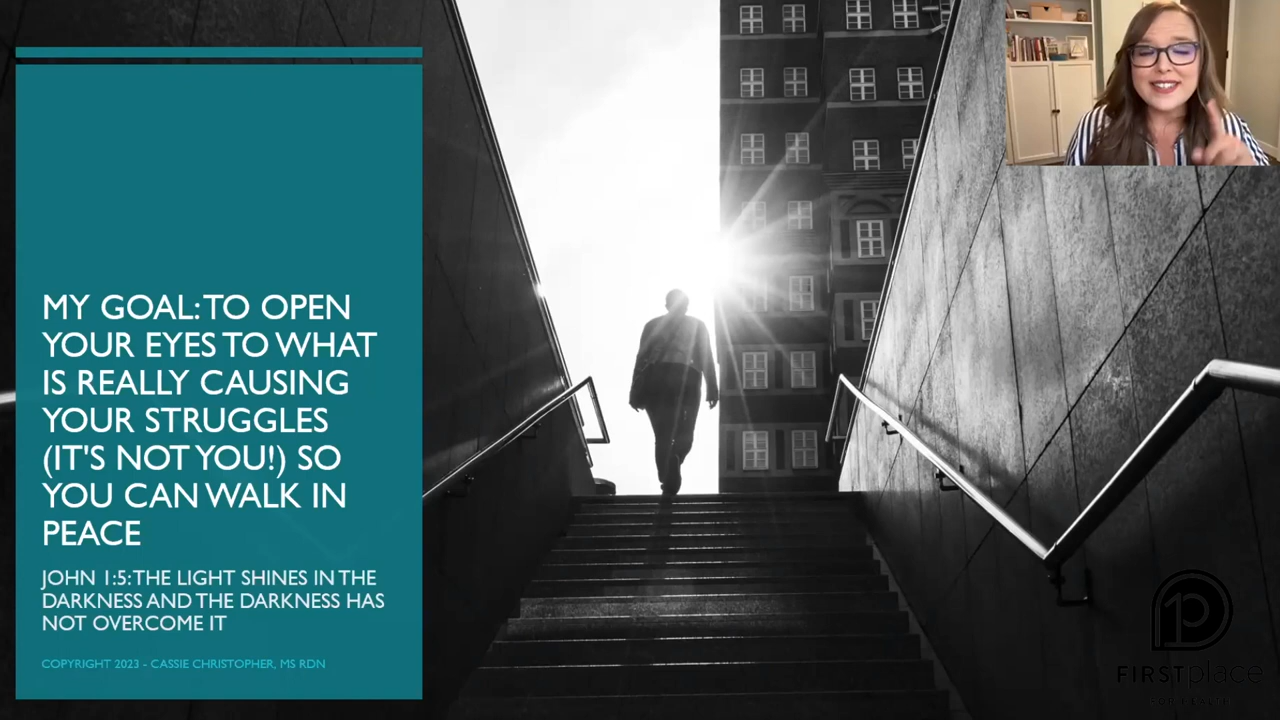 MY GOAL: TO OPEN
YOUR EYES TO WHAT
IS REALLY CAUSING
YOUR STRUGGLES
(IT'S NOT YOU!) SO
YOU CAN WALK IN
PEACE
JOHN 1:5: THE LIGHT SHINES IN THE
DARKNESS AND THE DARKNESS HAS
NOT OVERCOME IT
COPYRIGHT 2023 - CASSIE CHRISTOPHER, MS RDN
FIRSTplace